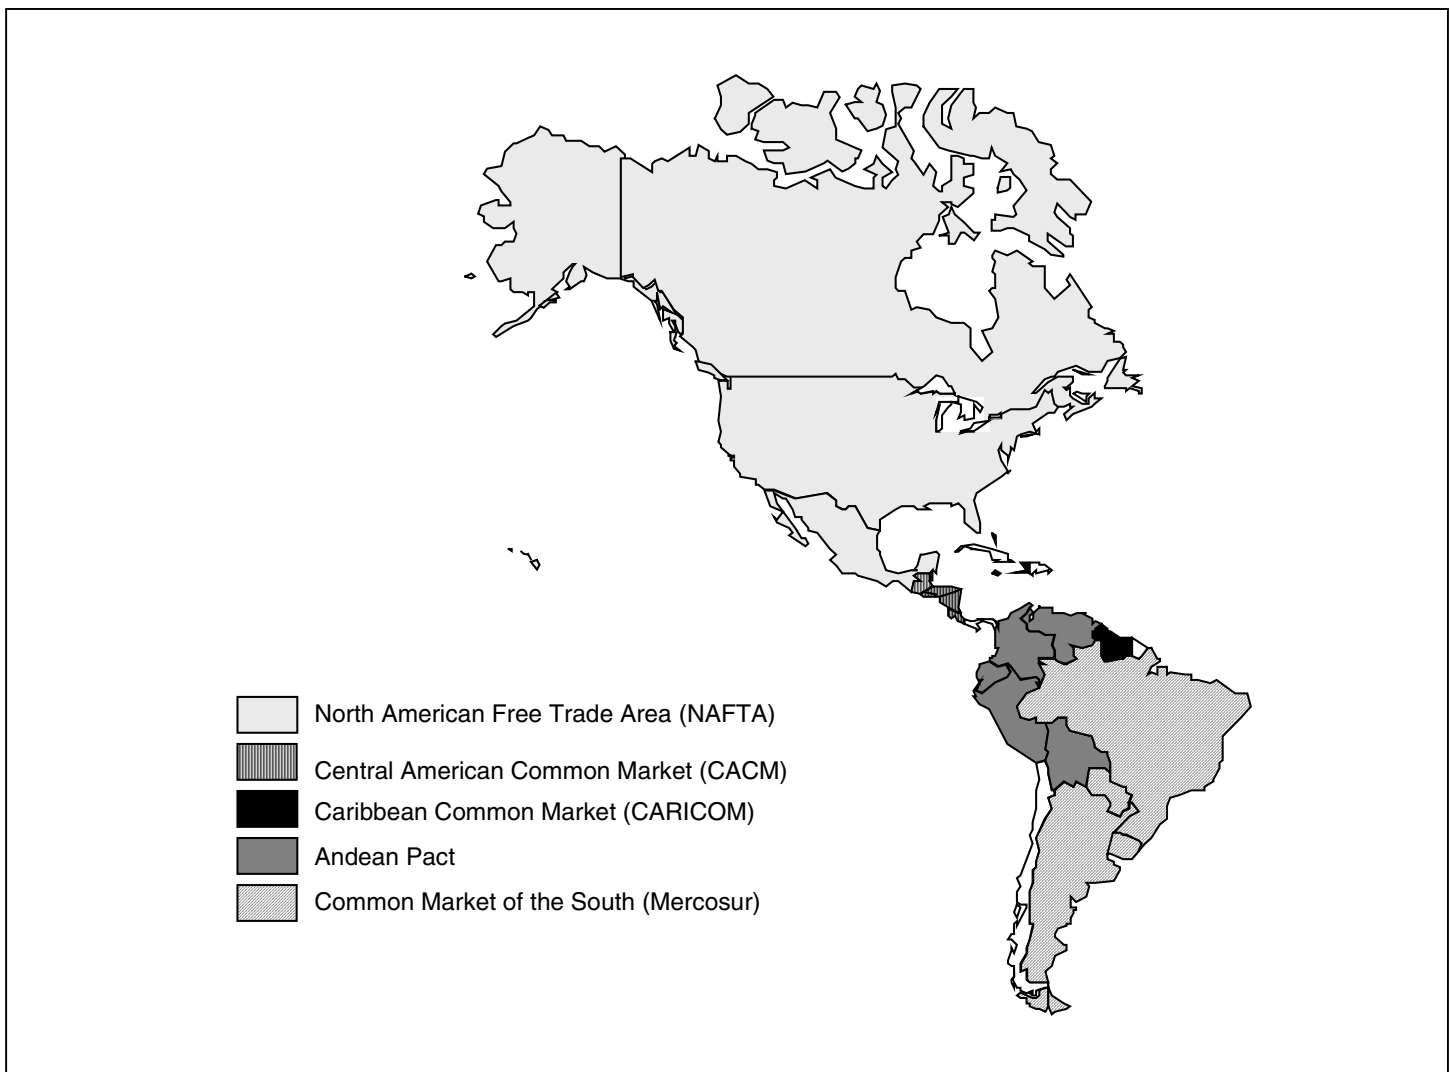 North American Free Trade Area (NAFTA)
Central American Common Market (CACM)
Caribbean Common Market (CARICOM)
Andean Pact
Common Market of the South (Mercosur)